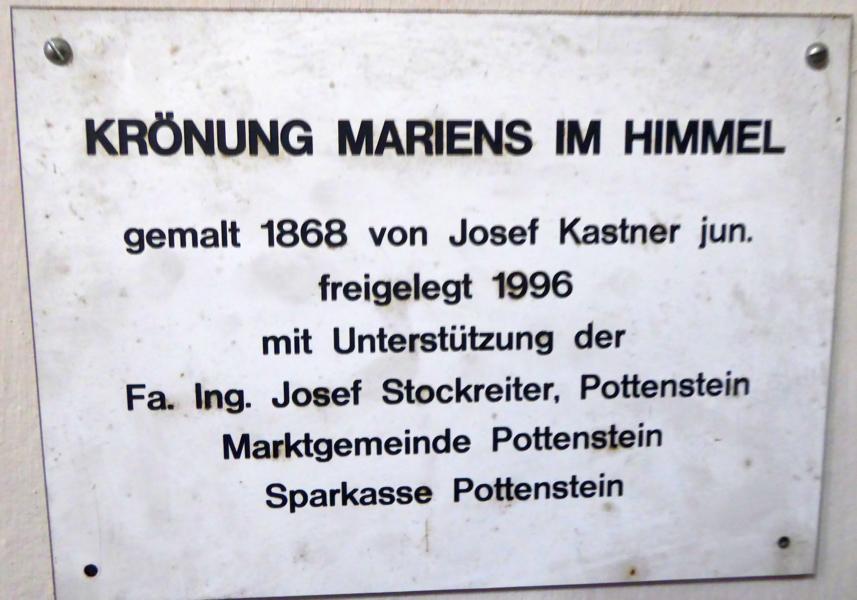 KRÖNUNG MARIENS IM HIMMEL
gemalt 1868 von Josef Kastner jun.
freigelegt 1996
mit Unterstützung der
Fa. Ing. Josef Stockreiter, Pottenstein
Marktgemeinde Pottenstein
Sparkasse Pottenstein